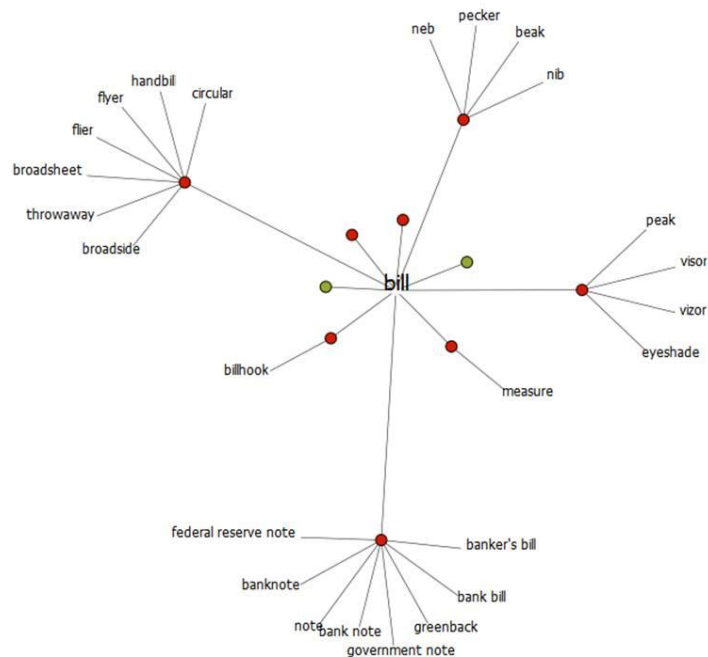 pecker
neb
beak
nib
handbill
circular
flyer
flier
broadsheet
throwaway
broadside
peak
visor
vizor
eyeshade
bill
billhook
measure
federal reserve note
banker's bill
banknote
bank bill
note
bank note
greenback
government note